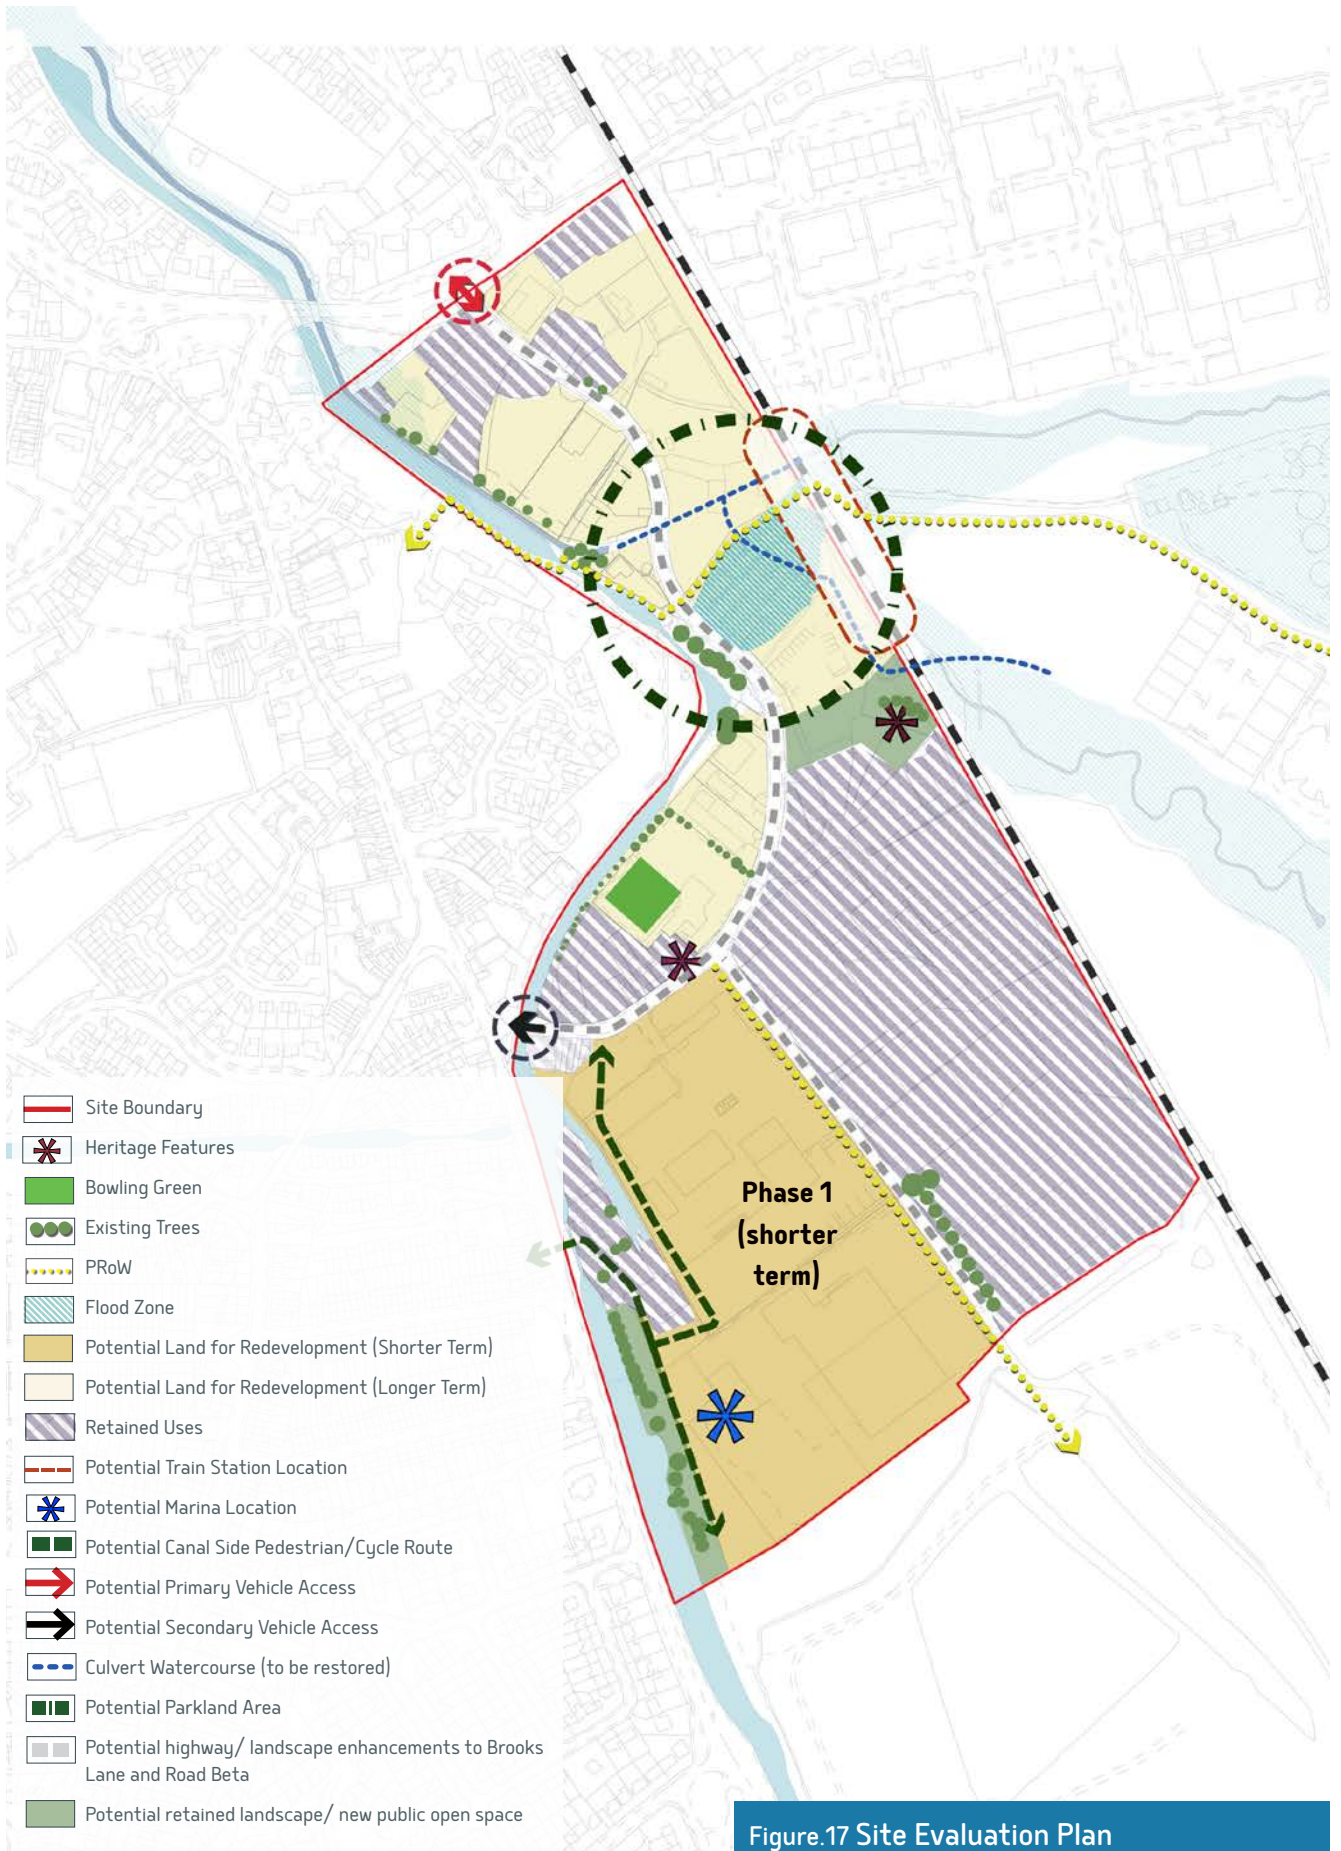 Phase 1
(shorter
term)
Site Boundary
Heritage Features
Bowling Green
Existing Trees
PRoW
Flood Zone
Potential Land for Redevelopment (Shorter Term)
Potential Land for Redevelopment (Longer Term)
Retained Uses
Potential Train Station Location
Potential Marina Location
Potential Canal Side Pedestrian/Cycle Route
Potential Primary Vehicle Access
Potential Secondary Vehicle Access
Culvert Watercourse (to be restored)
Potential Parkland Area
Potential highway/ landscape enhancements to Brooks
Lane and Road Beta
Potential retained landscape/ new public open space
Figure.17 Site Evaluation Plan